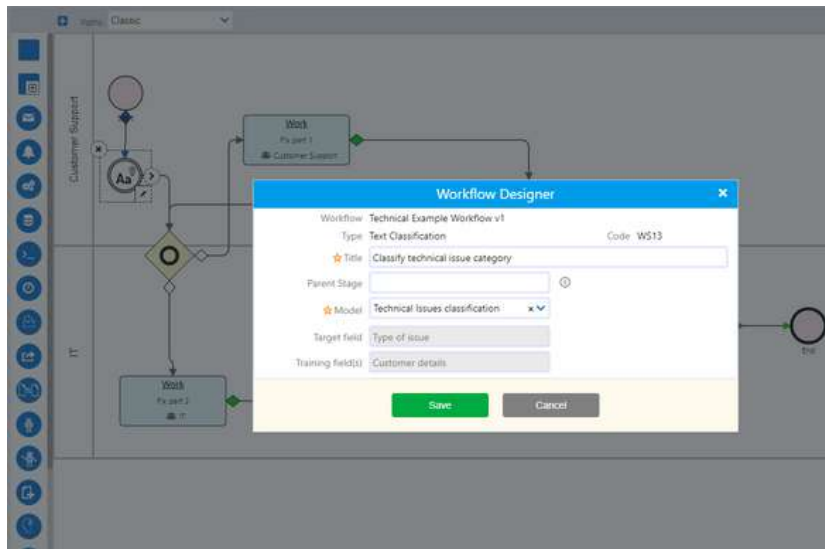 Classic
Customer Support
Work
Fix part 1
Customer Support
Aa
Workflow Designer
Workflow Technical Example Workflow v1
Type Text Classification Code WS13
Title Classify technical issue category
Parent Stage
Model Technical Issues classification
Target field Type of issue
Training field(s) Customer details
Save Cancel
End
IT
Work
Fix part 2
IT